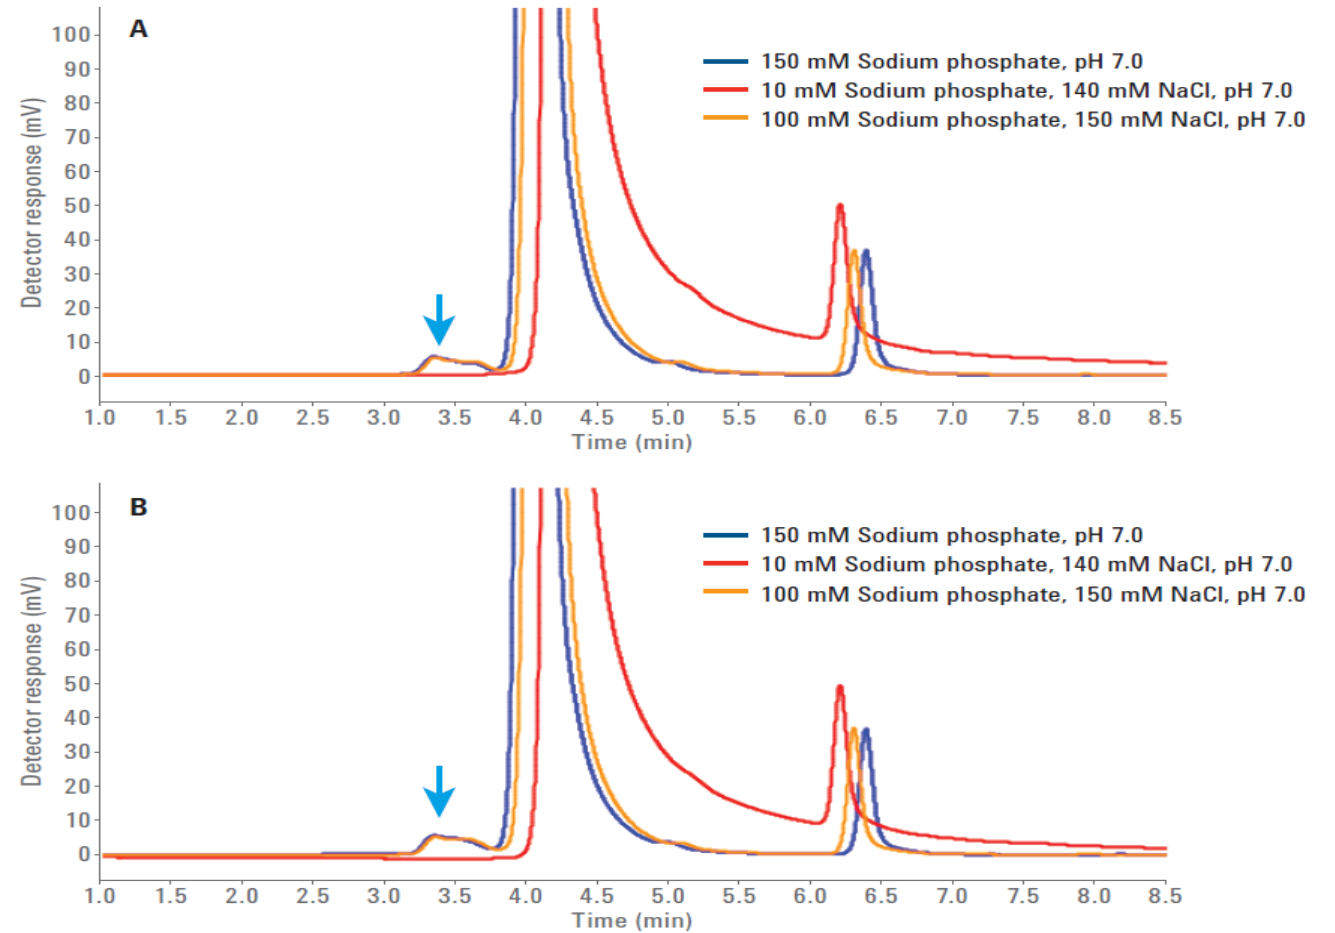 A
100
90
80
70
60
50
40
30
20
10
0
Detector response (mV)
150 mM Sodium phosphate, pH 7.0
10 mM Sodium phosphate, 140 mM NaCl, pH 7.0
100 mM Sodium phosphate, 150 mM NaCl, pH 7.0
1.0 1.5 2.0 2.5 3.0 3.5 4.0 4.5 5.0 5.5 6.0 6.5 7.0 7.5 8.0 8.5
Time (min)
B
100
90
80
70
60
50
40
30
20
10
0
Detector response (mV)
150 mM Sodium phosphate, pH 7.0
10 mM Sodium phosphate, 140 mM NaCl, pH 7.0
100 mM Sodium phosphate, 150 mM NaCl, pH 7.0
1.0 1.5 2.0 2.5 3.0 3.5 4.0 4.5 5.0 5.5 6.0 6.5 7.0 7.5 8.0 8.5
Time (min)